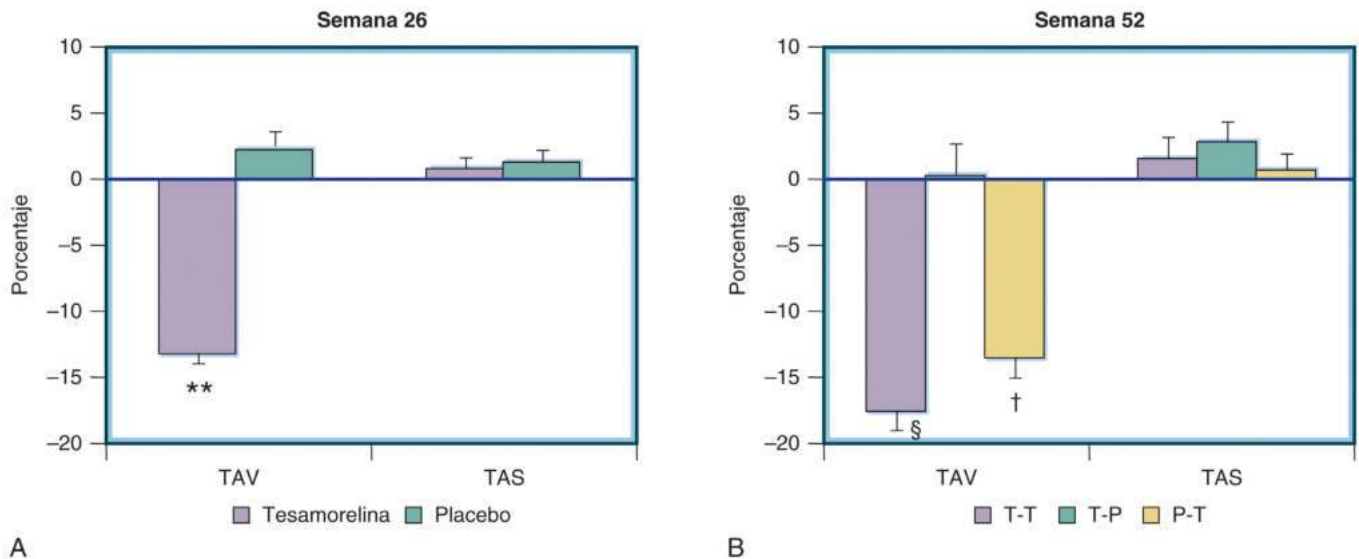 Semana 26
10
5
0
–5
–10
–15
–20
Porcentaje
**
TAV TAS
Tesamorelina Placebo
A
Semana 52
10
5
0
–5
–10
–15
–20
Porcentaje
§
†
TAV TAS
T-T T-P P-T
B